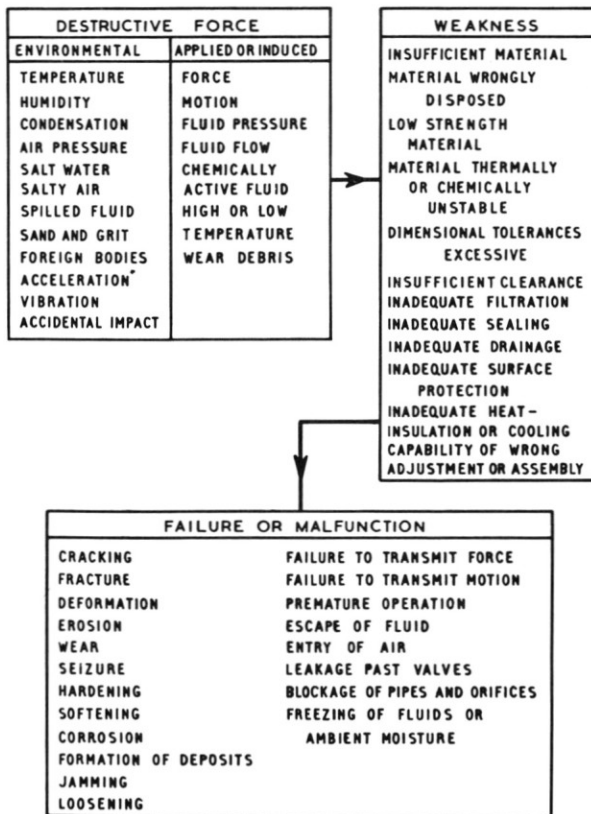 DESTRUCTIVE FORCE
ENVIRONMENTAL
TEMPERATURE
HUMIDITY
CONDENSATION
AIR PRESSURE
SALT WATER
SALTY AIR
SPILLED FLUID
SAND AND GRIT
FOREIGN BODIES
ACCELERATION
VIBRATION
ACCIDENTAL IMPACT
APPLIED OR INDUCED
FORCE
MOTION
FLUID PRESSURE
FLUID FLOW
CHEMICALLY
ACTIVE FLUID
HIGH OR LOW
TEMPERATURE
WEAR DEBRIS
WEAKNESS
INSUFFICIENT MATERIAL
MATERIAL WRONGLY
DISPOSED
LOW STRENGTH
MATERIAL
MATERIAL THERMALLY
OR CHEMICALLY
UNSTABLE
DIMENSIONAL TOLERANCES
EXCESSIVE
INSUFFICIENT CLEARANCE
INADEQUATE FILTRATION
INADEQUATE SEALING
INADEQUATE DRAINAGE
INADEQUATE SURFACE
PROTECTION
INADEQUATE HEAT-
INSULATION OR COOLING
CAPABILITY OF WRONG
ADJUSTMENT OR ASSEMBLY
FAILURE OR MALFUNCTION
CRACKING
FRACTURE
DEFORMATION
EROSION
WEAR
SEIZURE
HARDENING
SOFTENING
CORROSION
FORMATION OF DEPOSITS
JAMMING
LOOSENING
FAILURE TO TRANSMIT FORCE
FAILURE TO TRANSMIT MOTION
PREMATURE OPERATION
ESCAPE OF FLUID
ENTRY OF AIR
LEAKAGE PAST VALVES
BLOCKAGE OF PIPES AND ORIFICES
FREEZING OF FLUIDS OR
AMBIENT MOISTURE